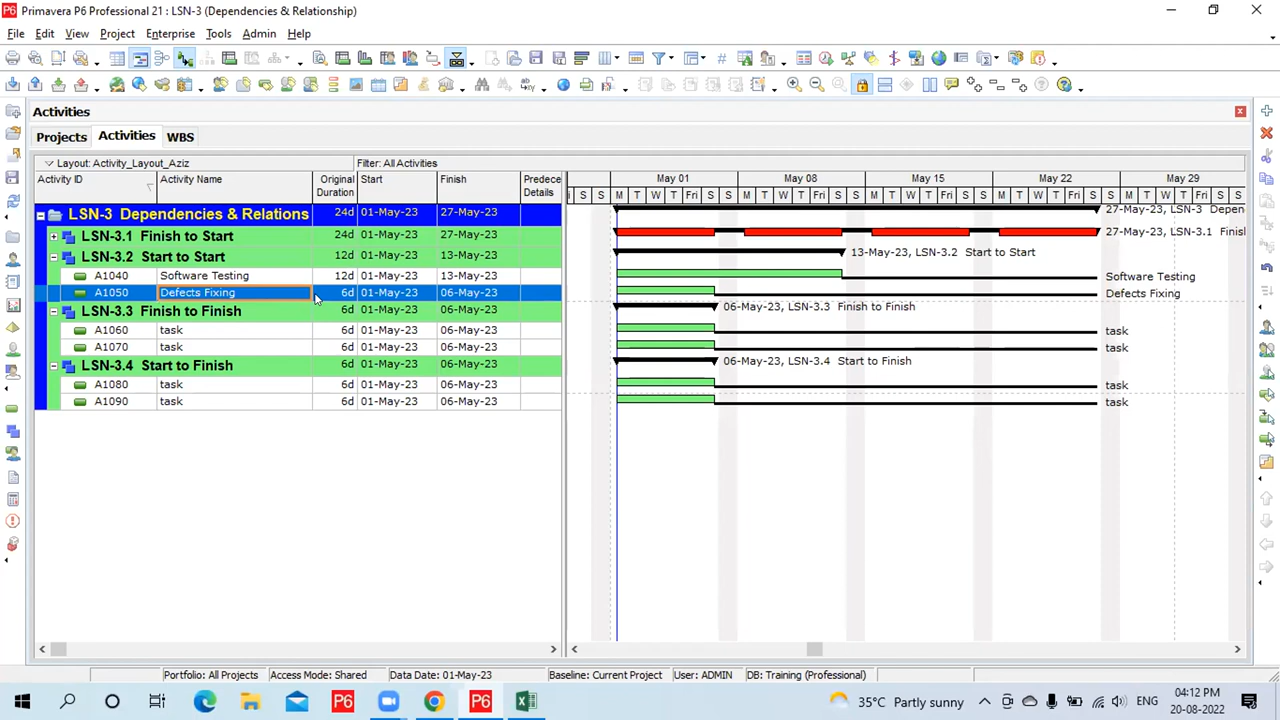 P6 Primavera P6 Professional 21 : LSN-3 (Dependencies & Relationship)
File Edit View Project Enterprise Tools Admin Help
Activities
Projects Activities WBS
Layout: Activity_Layout_Aziz Filter: All Activities
Activity ID Activity Name Original Duration Start Finish Predece Details
May 01 May 08 May 15 May 22 May 29
S S M T W T Fri S S M T W T Fri S S M T W T Fri S S M T W T Fri S S M T W T Fri S S
LSN-3 Dependencies & Relations 24d 01-May-23 27-May-23 27-May-23, LSN-3 Depen
LSN-3.1 Finish to Start 24d 01-May-23 27-May-23 27-May-23, LSN-3.1 Finisl
LSN-3.2 Start to Start 12d 01-May-23 13-May-23 13-May-23, LSN-3.2 Start to Start
A1040 Software Testing 12d 01-May-23 13-May-23 Software Testing
A1050 Defects Fixing 6d 01-May-23 06-May-23 Defects Fixing
LSN-3.3 Finish to Finish 6d 01-May-23 06-May-23 06-May-23, LSN-3.3 Finish to Finish
A1060 task 6d 01-May-23 06-May-23 task
A1070 task 6d 01-May-23 06-May-23 task
LSN-3.4 Start to Finish 6d 01-May-23 06-May-23 06-May-23, LSN-3.4 Start to Finish
A1080 task 6d 01-May-23 06-May-23 task
A1090 task 6d 01-May-23 06-May-23 task
Portfolio: All Projects Access Mode: Shared Data Date: 01-May-23 Baseline: Current Project User: ADMIN DB: Training (Professional)
P6 P6 35°C Partly sunny ENG 04:12 PM
20-08-2022